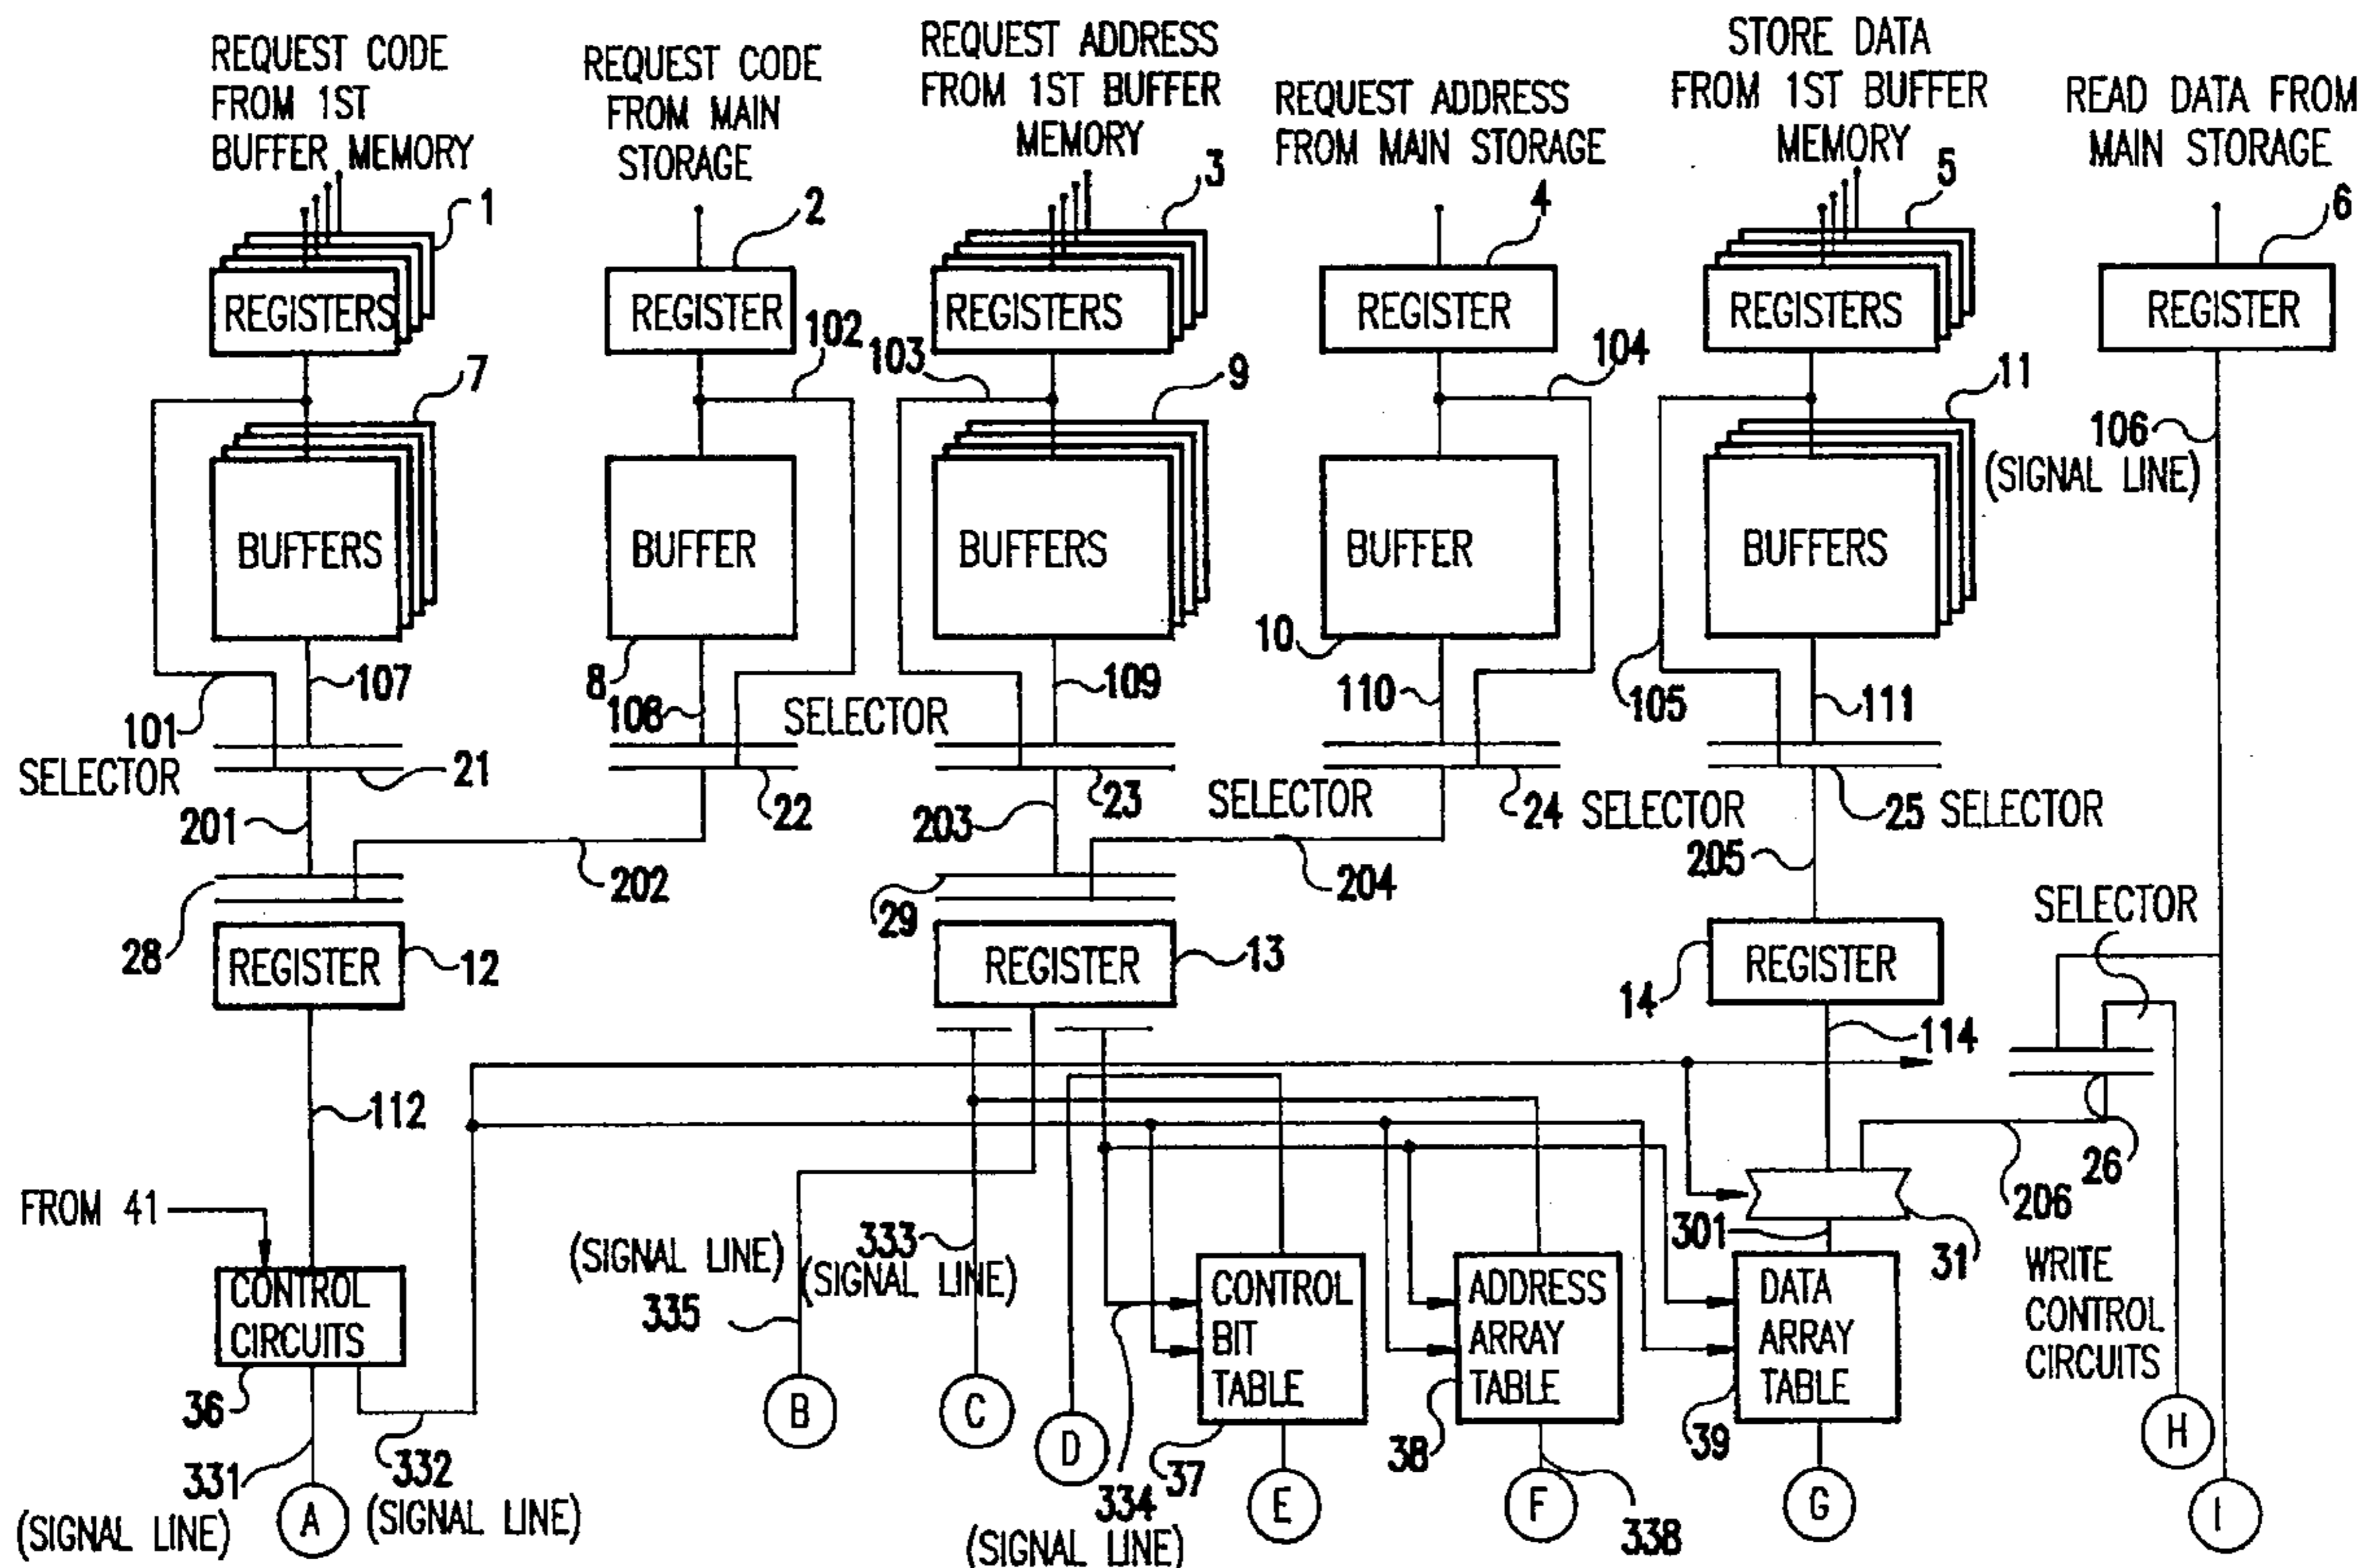 REQUEST CODE
FROM 1ST
BUFFER MEMORY
REQUEST CODE
FROM MAIN
STORAGE
REQUEST ADDRESS
FROM 1ST BUFFER
MEMORY
REQUEST ADDRESS
FROM MAIN STORAGE
STORE DATA
FROM 1ST BUFFER
MEMORY
READ DATA FROM
MAIN STORAGE
1
2
3
4
5
6
REGISTERS
REGISTER
REGISTERS
REGISTER
REGISTERS
REGISTER
7
102
103
9
104
11
106
(SIGNAL LINE)
BUFFERS
BUFFER
BUFFERS
BUFFER
BUFFERS
101
107
8
108
109
10
110
105
111
SELECTOR
21
SELECTOR
22
23
SELECTOR
24 SELECTOR
25 SELECTOR
201
202
203
204
205
SELECTOR
28
REGISTER
12
29
REGISTER
13
14
REGISTER
112
114
26
206
FROM 41
CONTROL
CIRCUITS
36
331
(SIGNAL LINE)
A
332
(SIGNAL LINE)
(SIGNAL LINE)
335
333
(SIGNAL LINE)
B
C
D
334
(SIGNAL LINE)
CONTROL
BIT
TABLE
37
E
ADDRESS
ARRAY
TABLE
38
F
338
301
31
DATA
ARRAY
TABLE
39
G
WRITE
CONTROL
CIRCUITS
H
I